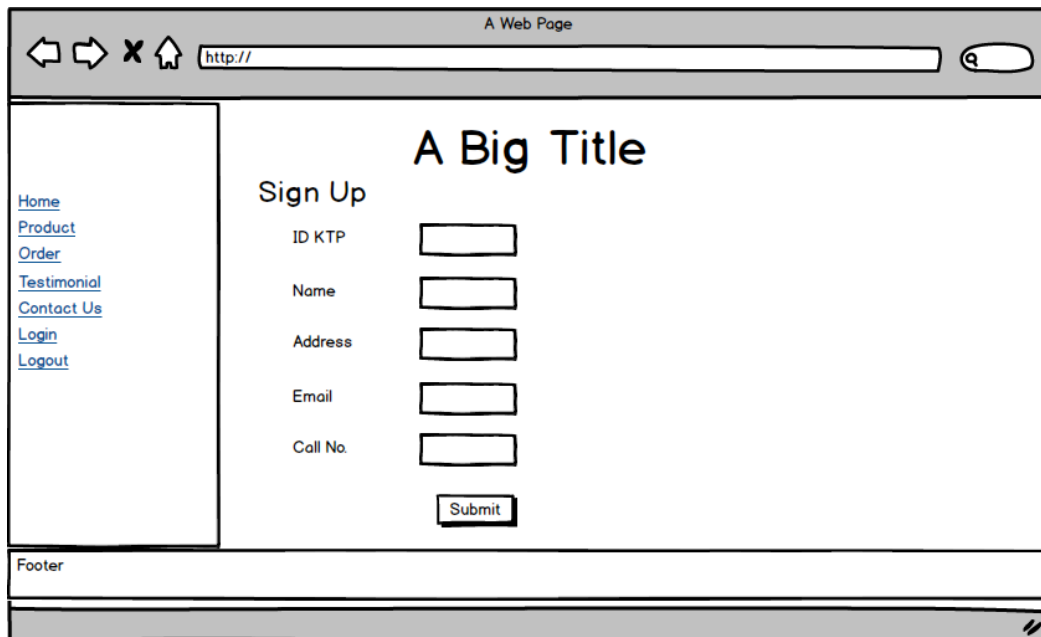 A Web Page
http://
A Big Title
Sign Up
Home
Product
Order
Testimonial
Contact Us
Login
Logout
ID KTP
Name
Address
Email
Call No.
Submit
Footer